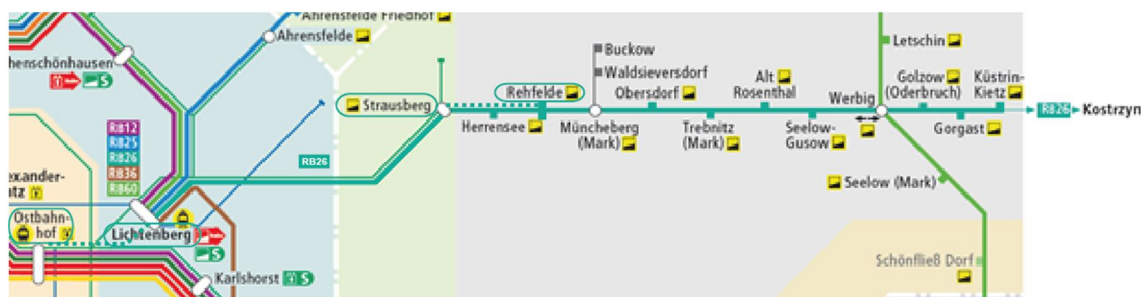 Ahrensfelde Friedhof
Ahrensfelde
henschönhausen
S
RB12
RB25
RB26
RB36
RB60
exander-
tz
Ostbahn-
hof
Lichtenberg
S
Karlshorst
S
RB26
Strausberg
Herrensee
Rehfelde
Buckow
Waldsieversdorf
Müncheberg
(Mark)
Obersdorf
Trebnitz
(Mark)
Alt
Rosenthal
Seelow-
Gusow
Werbig
Letschin
Golzow
(Oderbruch)
Küstrin-
Kietz
Gorgast
RB26
Kostrzyn
Seelow (Mark)
Schönfließ Dorf